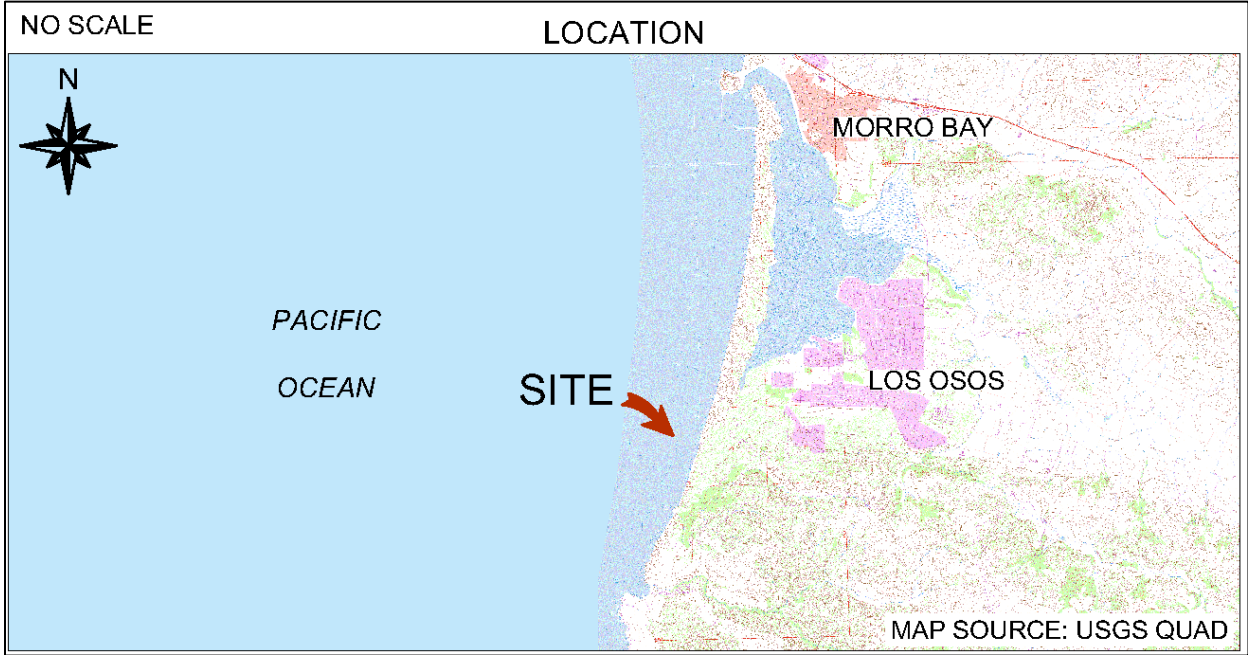 NO SCALE
LOCATION
N
MORRO BAY
PACIFIC
OCEAN
SITE
LOS OSOS
MAP SOURCE: USGS QUAD